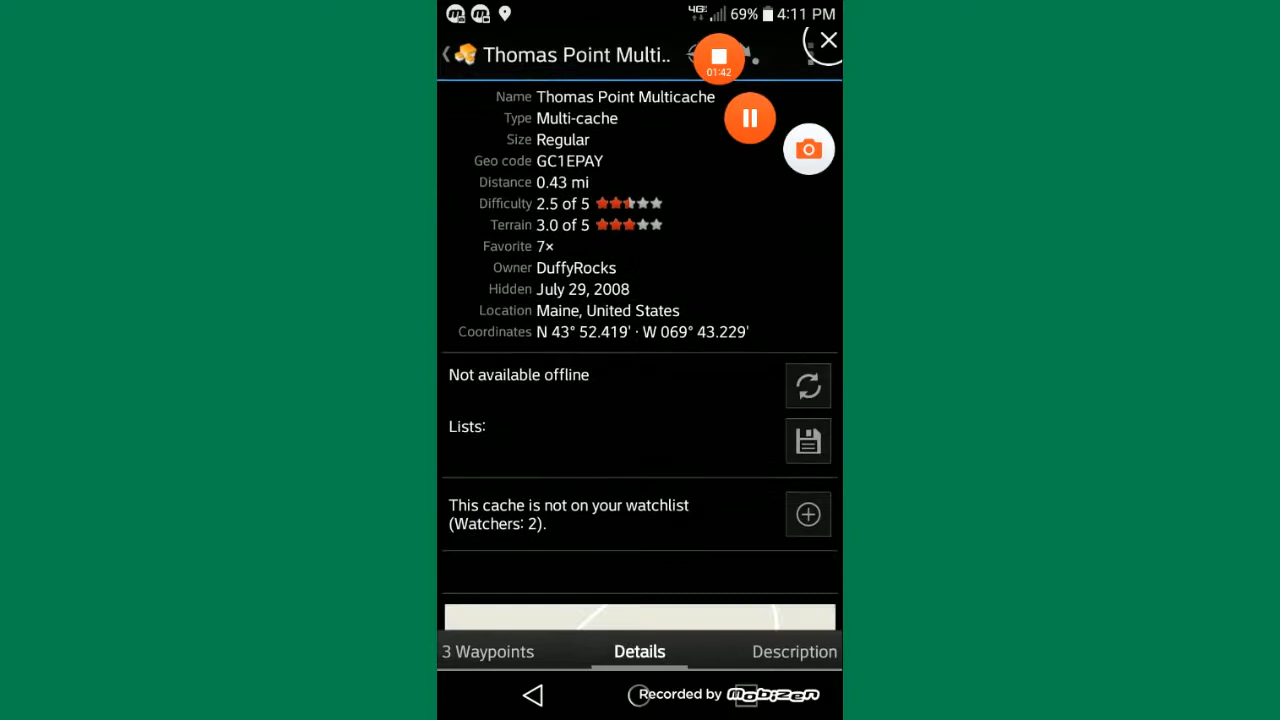 4G 69% 4:11 PM
Thomas Point Multi..
01:42
Name Thomas Point Multicache
Type Multi-cache
Size Regular
Geo code GC1EPAY
Distance 0.43 mi
Difficulty 2.5 of 5
Terrain 3.0 of 5
Favorite 7×
Owner DuffyRocks
Hidden July 29, 2008
Location Maine, United States
Coordinates N 43° 52.419' · W 069° 43.229'
Not available offline
Lists:
This cache is not on your watchlist
(Watchers: 2).
3 Waypoints Details Description
Recorded by Mobizen